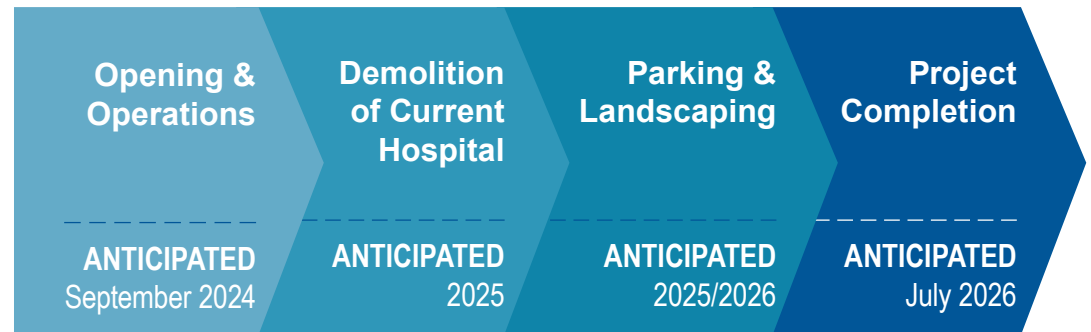 Opening &
Operations
ANTICIPATED
September 2024
Demolition
of Current
Hospital
ANTICIPATED
2025
Parking &
Landscaping
ANTICIPATED
2025/2026
Project
Completion
ANTICIPATED
July 2026